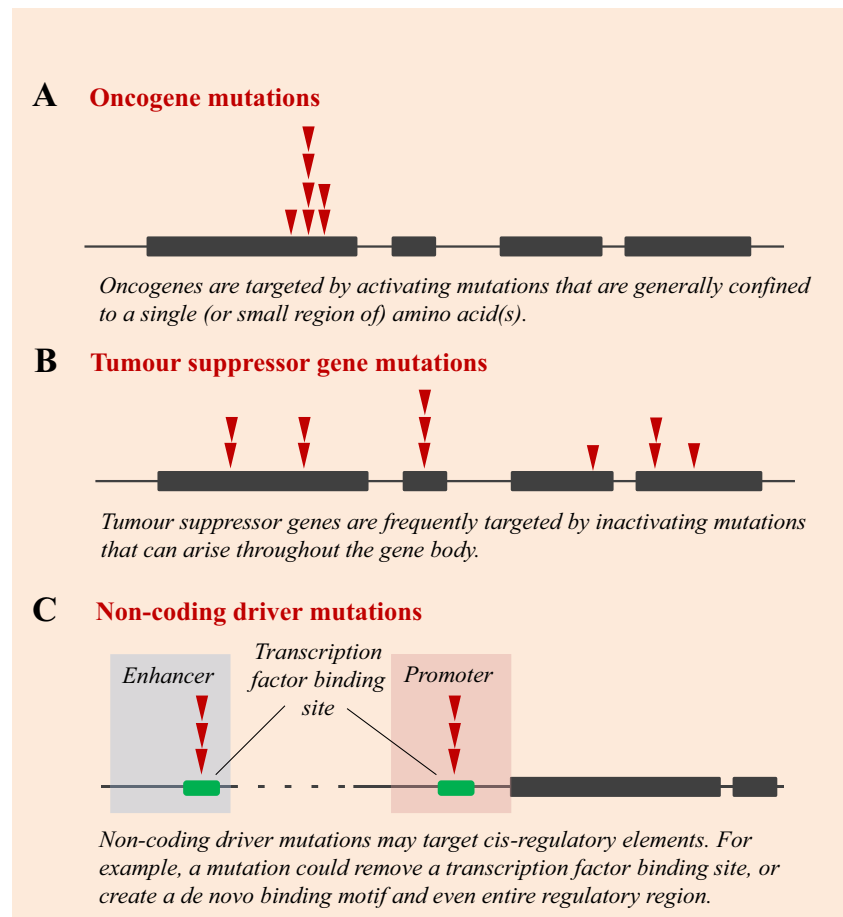 A Oncogene mutations
Oncogenes are targeted by activating mutations that are generally confined
to a single (or small region of) amino acid(s).
B Tumour suppressor gene mutations
Tumour suppressor genes are frequently targeted by inactivating mutations
that can arise throughout the gene body.
C Non-coding driver mutations
Enhancer
Transcription
factor binding
site
Promoter
Non-coding driver mutations may target cis-regulatory elements. For
example, a mutation could remove a transcription factor binding site, or
create a de novo binding motif and even entire regulatory region.